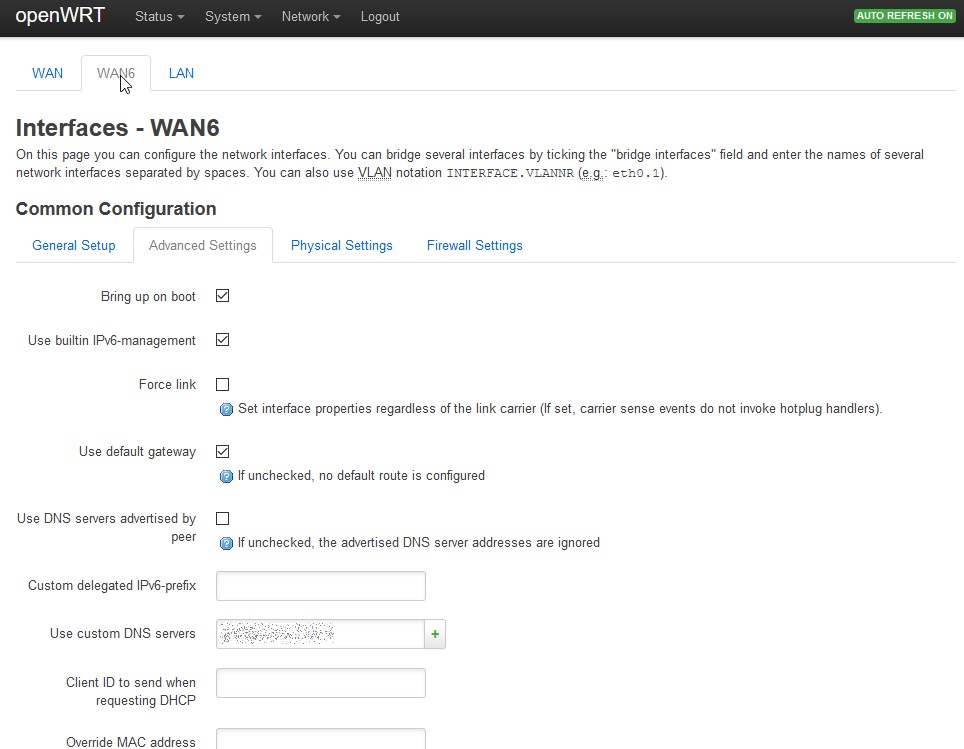 openWRT Status System Network Logout AUTO REFRESH ON
WAN WAN6 LAN
Interfaces - WAN6
On this page you can configure the network interfaces. You can bridge several interfaces by ticking the "bridge interfaces" field and enter the names of several
network interfaces separated by spaces. You can also use VLAN notation INTERFACE.VLANNR (e.g.: eth0.1).
Common Configuration
General Setup Advanced Settings Physical Settings Firewall Settings
Bring up on boot
Use builtin IPv6-management
Force link
Set interface properties regardless of the link carrier (If set, carrier sense events do not invoke hotplug handlers).
Use default gateway
If unchecked, no default route is configured
Use DNS servers advertised by
peer
If unchecked, the advertised DNS server addresses are ignored
Custom delegated IPv6-prefix
Use custom DNS servers
Client ID to send when
requesting DHCP
Override MAC address